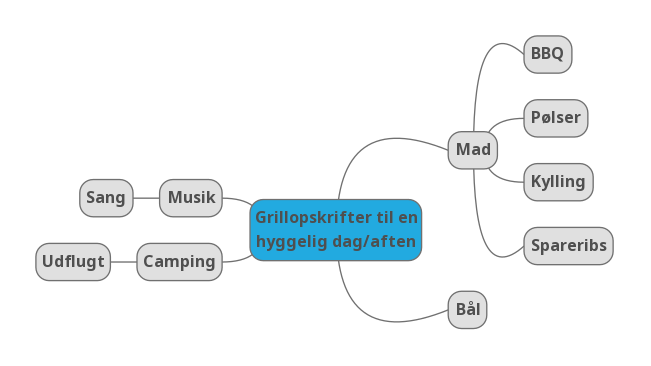 BBQ
Pølser
Mad
Kylling
Sang
Musik
Grillopskrifter til en
hyggelig dag/aften
Spareribs
Udflugt
Camping
Bål